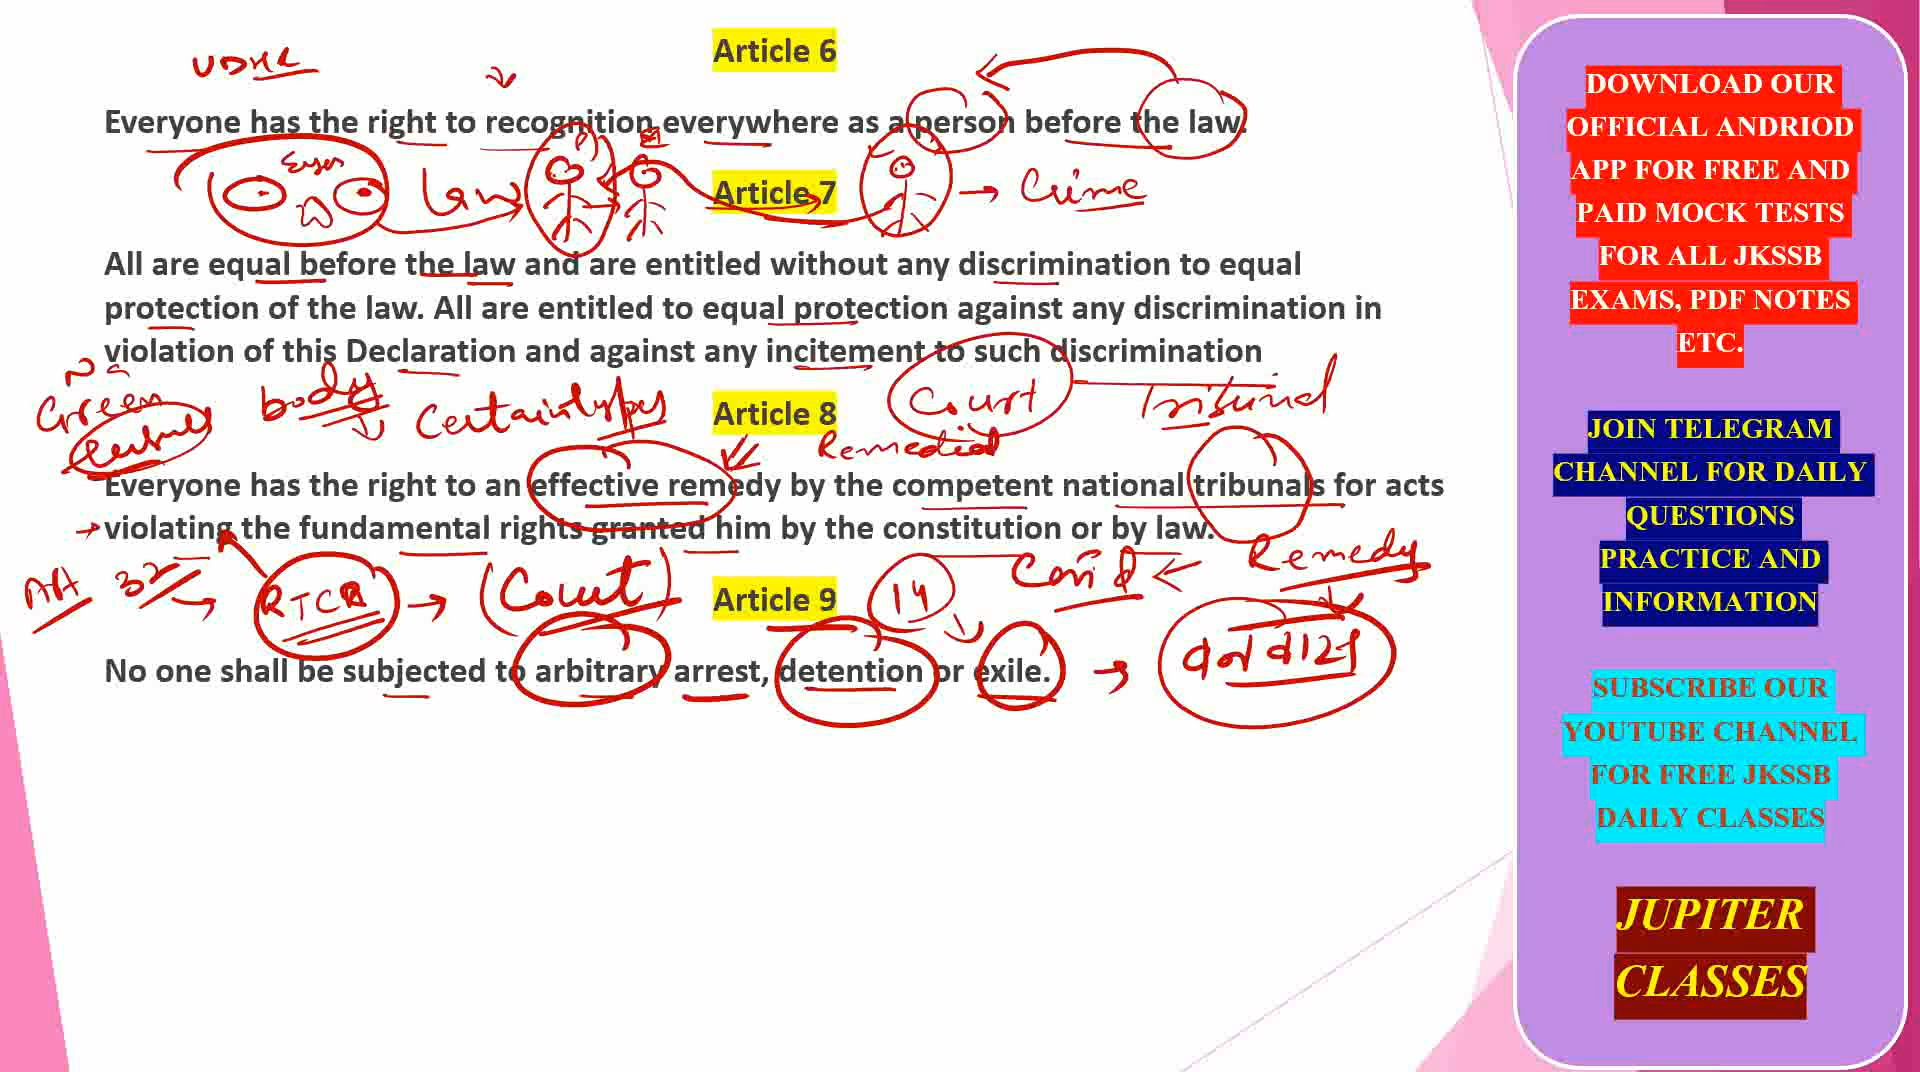 UDHR
Article 6
Everyone has the right to recognition everywhere as a person before the law.
Eyes
Law
Article 7
Crime
All are equal before the law and are entitled without any discrimination to equal
protection of the law. All are entitled to equal protection against any discrimination in
violation of this Declaration and against any incitement to such discrimination
Green
body
Certain types
Article 8
Court
Tribunal
Remedial
Everyone has the right to an effective remedy by the competent national tribunals for acts
violating the fundamental rights granted him by the constitution or by law.
Art 32
RTCR
(Court)
Article 9
14
Covid
Remedy
No one shall be subjected to arbitrary arrest, detention or exile.
वनवास
DOWNLOAD OUR
OFFICIAL ANDRIOD
APP FOR FREE AND
PAID MOCK TESTS
FOR ALL JKSSB
EXAMS, PDF NOTES
ETC.
JOIN TELEGRAM
CHANNEL FOR DAILY
QUESTIONS
PRACTICE AND
INFORMATION
SUBSCRIBE OUR
YOUTUBE CHANNEL
FOR FREE JKSSB
DAILY CLASSES
JUPITER
CLASSES